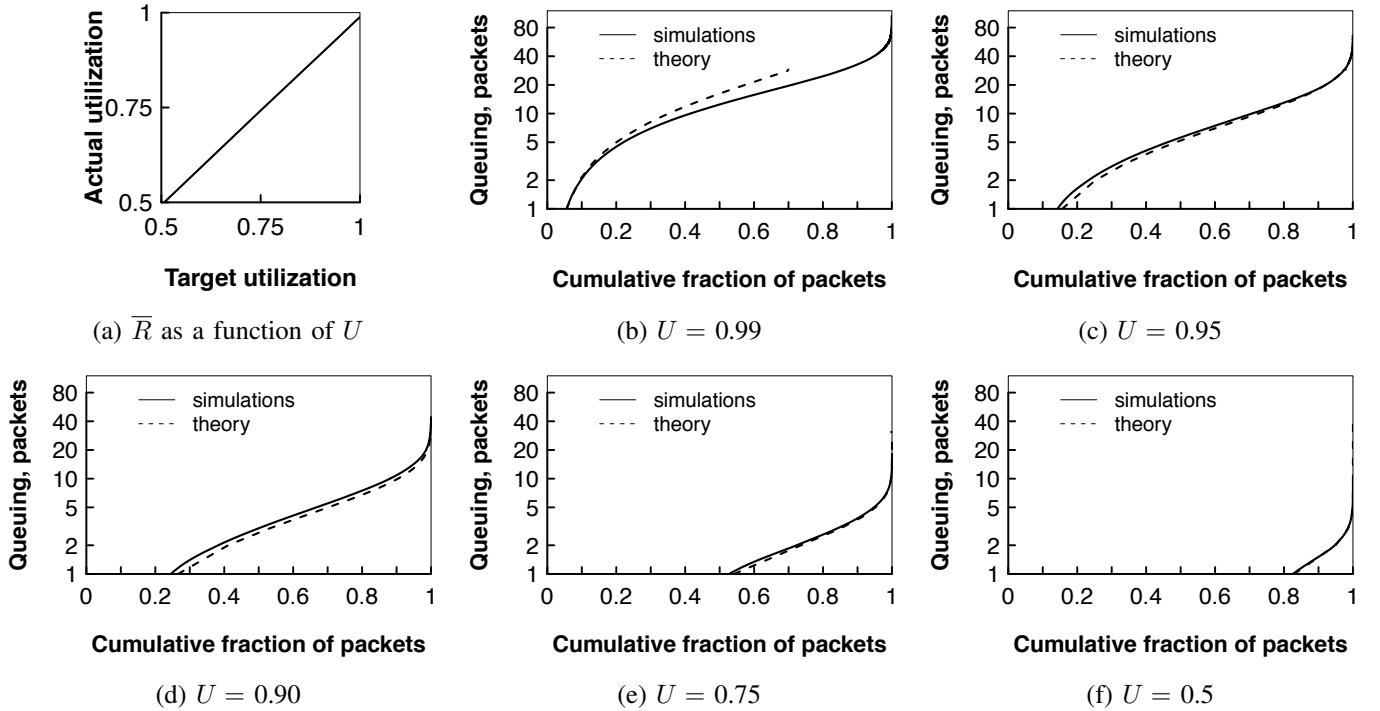 1
0.75
0.5
Actual utilization
0.5
0.75
1
Target utilization
(a) R̅ as a function of U
80
40
20
10
5
2
1
Queuing, packets
simulations
theory
0
0.2
0.4
0.6
0.8
1
Cumulative fraction of packets
(b) U = 0.99
80
40
20
10
5
2
1
Queuing, packets
simulations
theory
0
0.2
0.4
0.6
0.8
1
Cumulative fraction of packets
(c) U = 0.95
80
40
20
10
5
2
1
Queuing, packets
simulations
theory
0
0.2
0.4
0.6
0.8
1
Cumulative fraction of packets
(d) U = 0.90
80
40
20
10
5
2
1
Queuing, packets
simulations
theory
0
0.2
0.4
0.6
0.8
1
Cumulative fraction of packets
(e) U = 0.75
80
40
20
10
5
2
1
Queuing, packets
simulations
theory
0
0.2
0.4
0.6
0.8
1
Cumulative fraction of packets
(f) U = 0.5